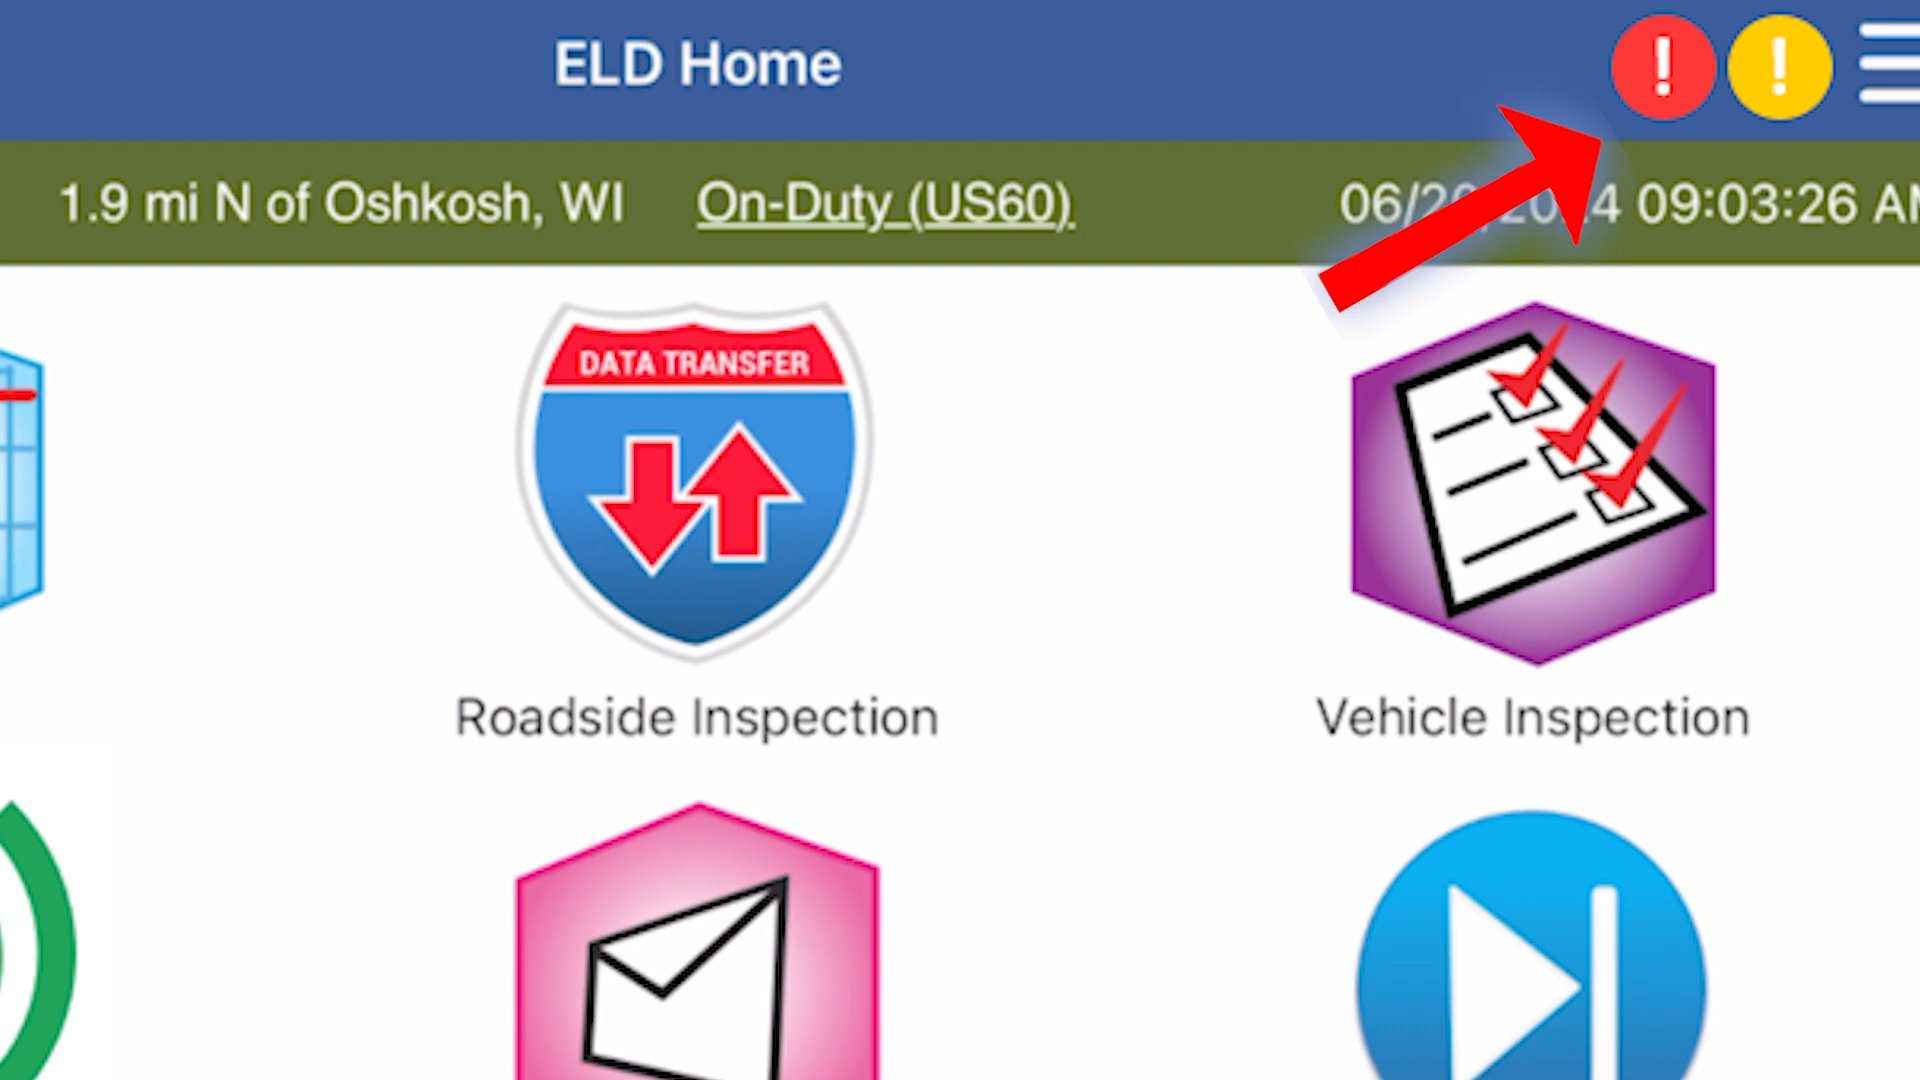 ELD Home
1.9 mi N of Oshkosh, WI On-Duty (US60) 09:03:26
DATA TRANSFER
Roadside Inspection
Vehicle Inspection